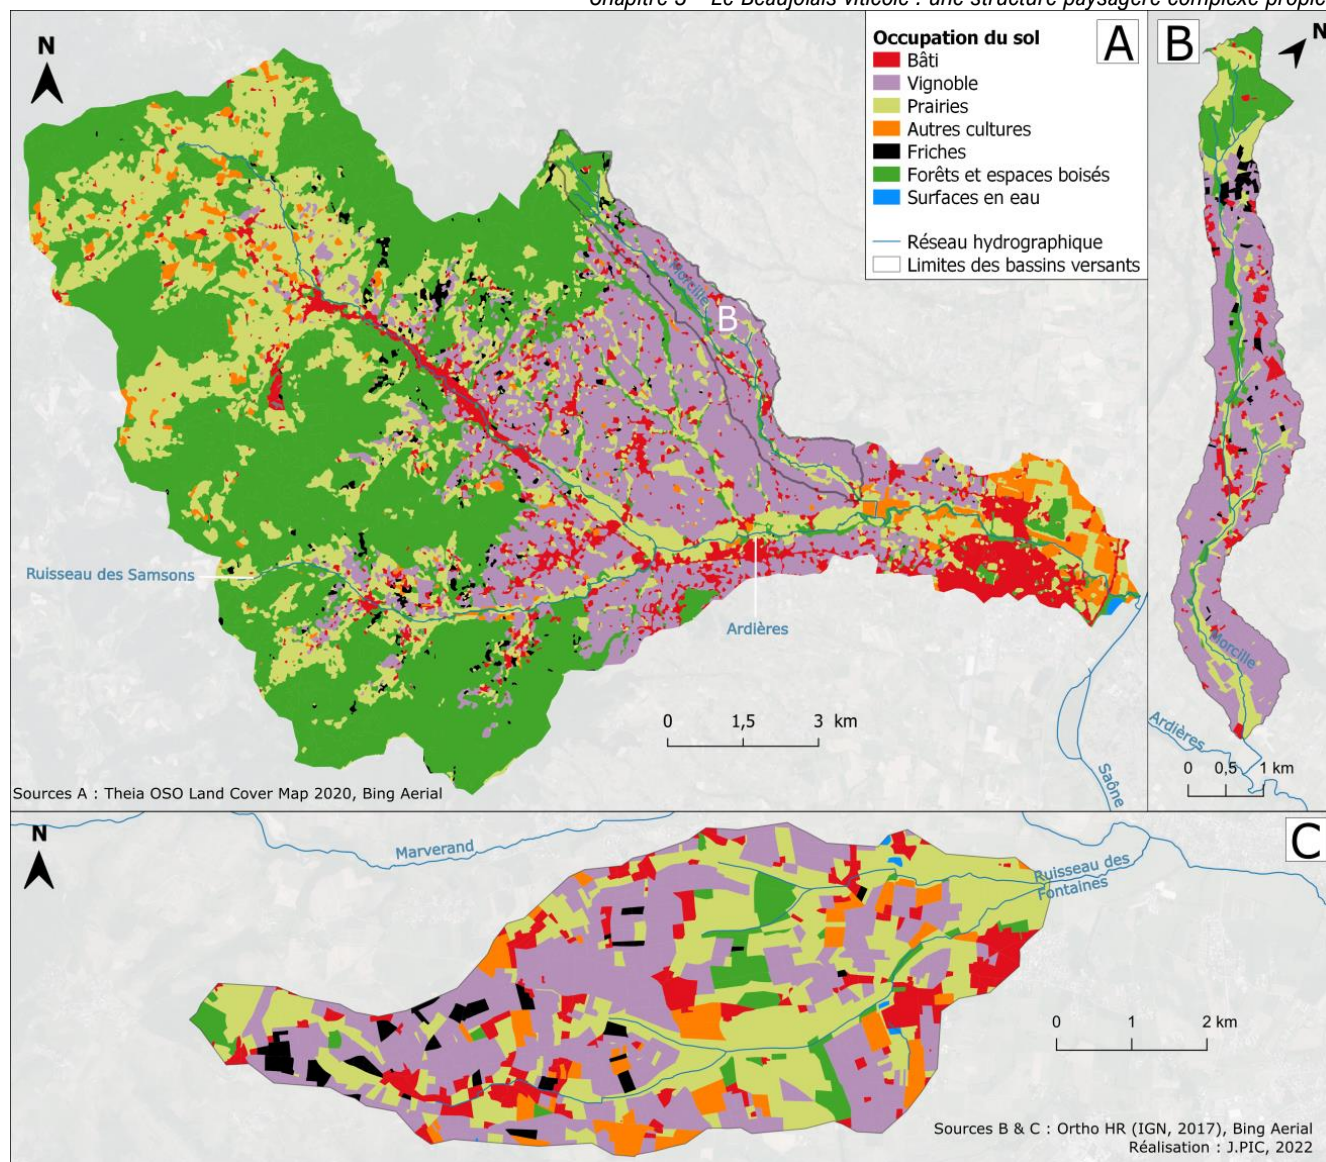 Chapitre 3 – Le Beaujolais viticole : une structure paysagère complexe propic
N
Occupation du sol
Bâti
Vignoble
Prairies
Autres cultures
Friches
Forêts et espaces boisés
Surfaces en eau
Réseau hydrographique
Limites des bassins versants
A
Morcille
B
Ruisseau des Samsons
Ardières
0 1,5 3 km
Saône
Sources A : Theia OSO Land Cover Map 2020, Bing Aerial
B
N
Morcille
Ardières
0 0,5 1 km
N
C
Marverand
Ruisseau des
Fontaines
0 1 2 km
Sources B & C : Ortho HR (IGN, 2017), Bing Aerial
Réalisation : J.PIC, 2022